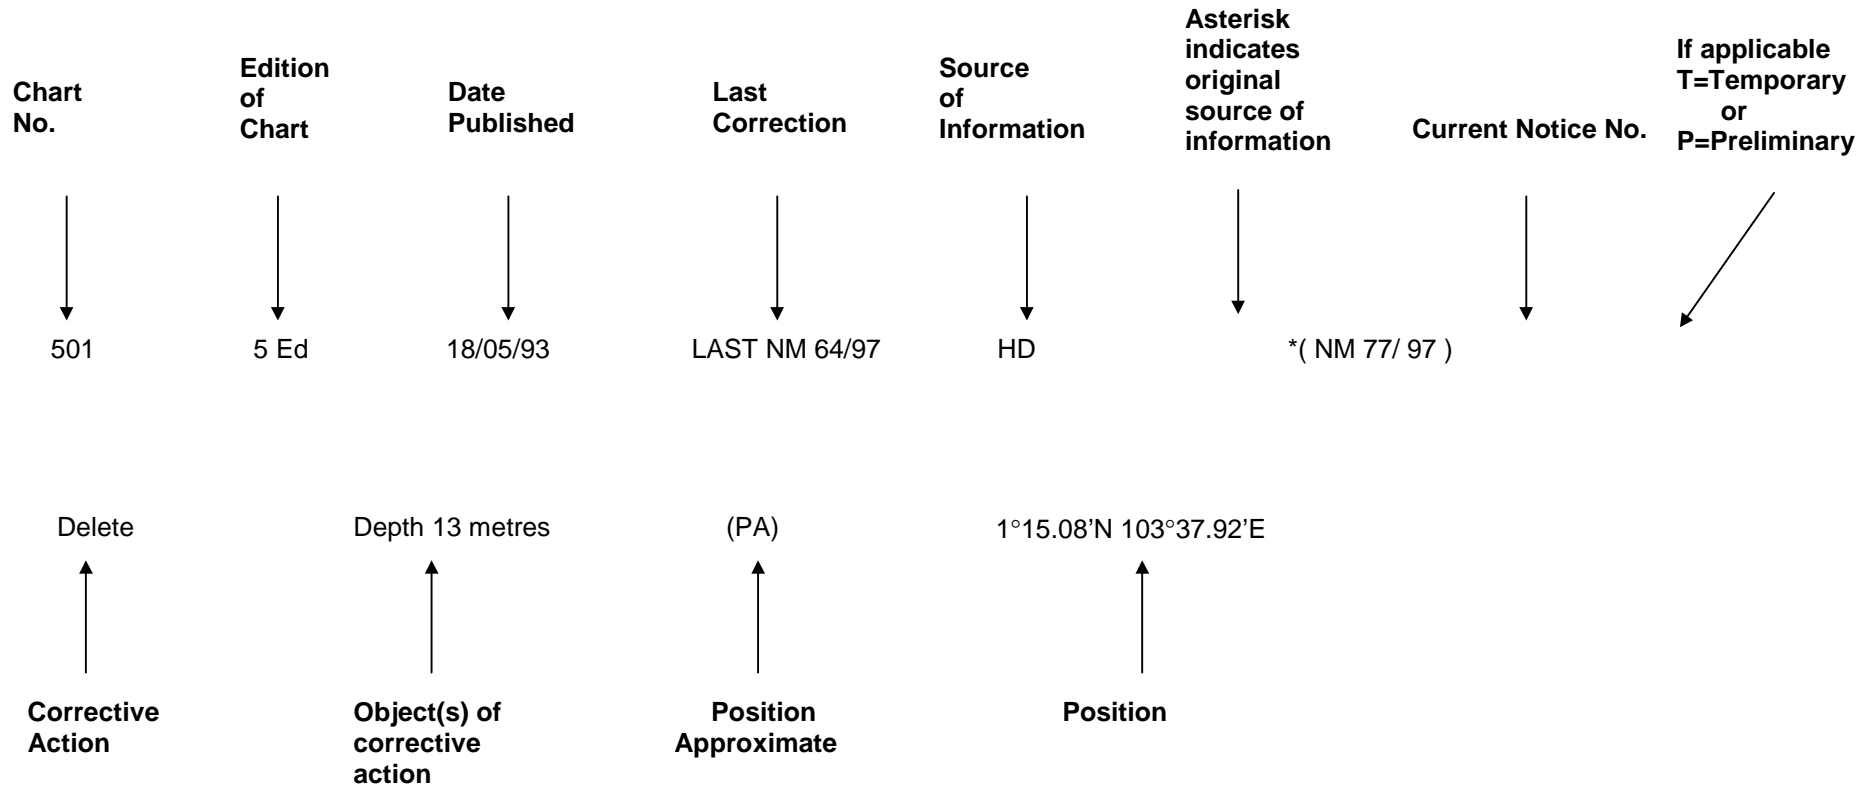 Chart
No.
Edition
of
Chart
Date
Published
Last
Correction
Source
of
Information
Asterisk
indicates
original
source of
information
Current Notice No.
If applicable
T=Temporary
or
P=Preliminary
501 5 Ed 18/05/93 LAST NM 64/97 HD *( NM 77/ 97 )
Delete Depth 13 metres (PA) 1°15.08’N 103°37.92’E
Corrective
Action
Object(s) of
corrective
action
Position
Approximate
Position